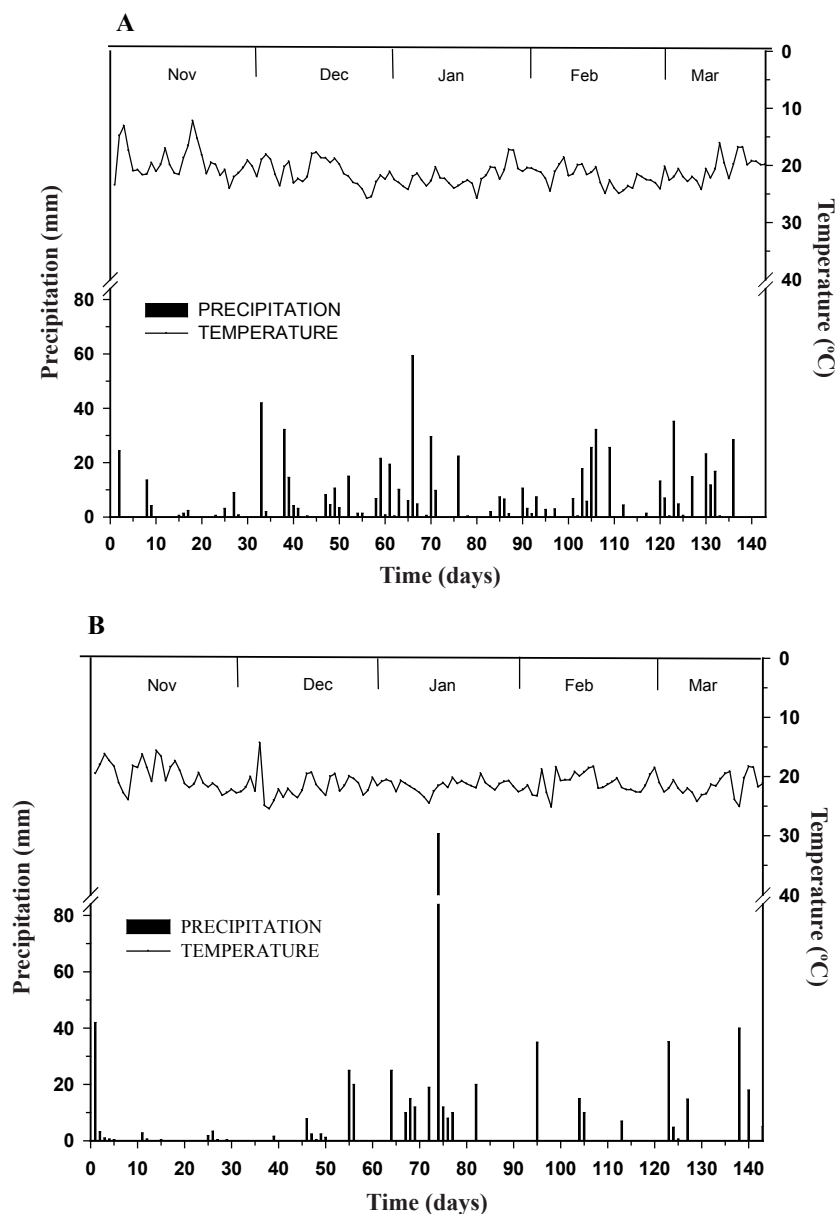 A
Nov Dec Jan Feb Mar
0
10
20
30
40
Temperature (ºC)
Precipitation (mm)
80
60
40
20
0
PRECIPITATION
TEMPERATURE
0 10 20 30 40 50 60 70 80 90 100 110 120 130 140
Time (days)
B
Nov Dec Jan Feb Mar
0
10
20
30
40
Temperature (ºC)
Precipitation (mm)
80
60
40
20
0
PRECIPITATION
TEMPERATURE
0 10 20 30 40 50 60 70 80 90 100 110 120 130 140
Time (days)